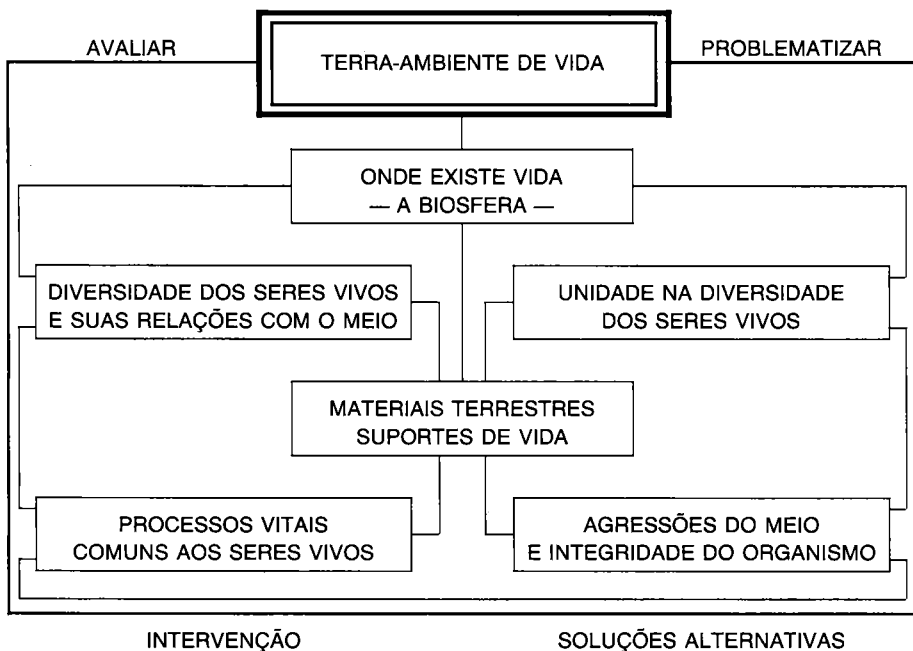 AVALIAR
TERRA-AMBIENTE DE VIDA
PROBLEMATIZAR
ONDE EXISTE VIDA
— A BIOSFERA —
DIVERSIDADE DOS SERES VIVOS
E SUAS RELAÇÕES COM O MEIO
UNIDADE NA DIVERSIDADE
DOS SERES VIVOS
MATERIAIS TERRESTRES
SUPORTES DE VIDA
PROCESSOS VITAIS
COMUNS AOS SERES VIVOS
AGRESSÕES DO MEIO
E INTEGRIDADE DO ORGANISMO
INTERVENÇÃO
SOLUÇÕES ALTERNATIVAS